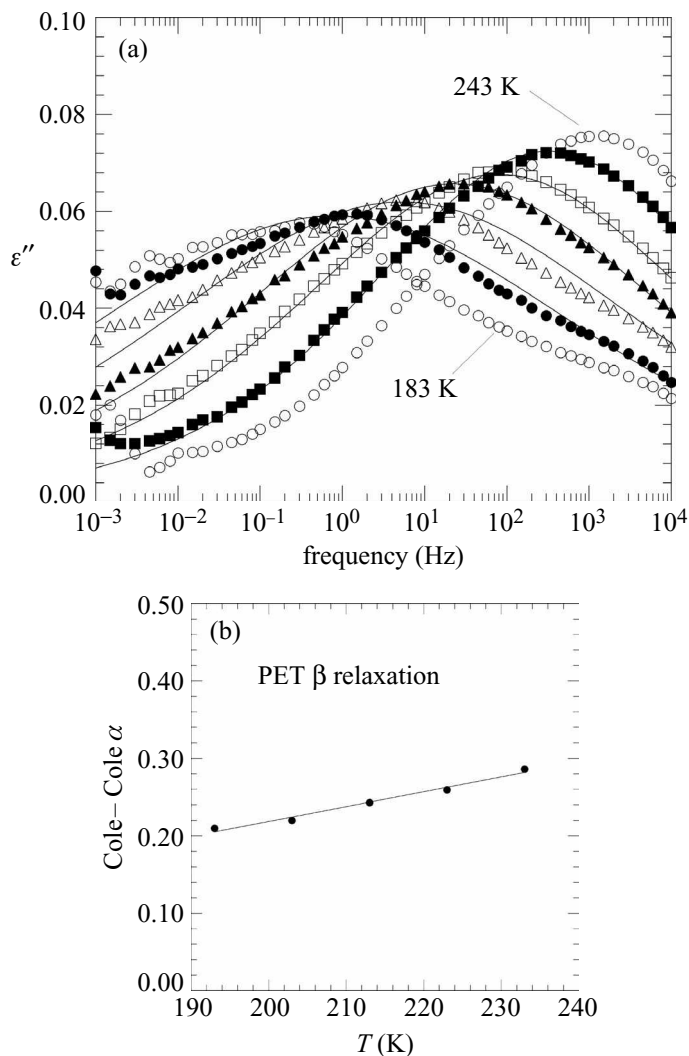 0.10
(a)
243 K
0.08
0.06
ε″
0.04
183 K
0.02
0.00
10⁻³ 10⁻² 10⁻¹ 10⁰ 10¹ 10² 10³ 10⁴
frequency (Hz)
0.50
(b)
PET β relaxation
0.40
Cole– Cole α
0.30
0.20
0.10
0.00
190 200 210 220 230 240
T (K)